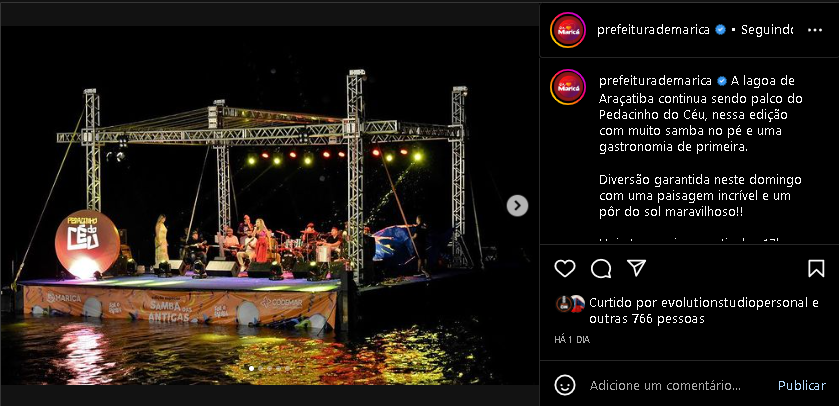 prefeiturademarica • Seguindo
prefeiturademarica A lagoa de
Araçatiba continua sendo palco do
Pedacinho do Céu, nessa edição
com muito samba no pé e uma
gastronomia de primeira.
Diversão garantida neste domingo
com uma paisagem incrível e um
pôr do sol maravilhoso!!
Curtido por evolutionstudiopersonal e
outras 766 pessoas
HÁ 1 DIA
Adicione um comentário... Publicar
Maricá
Maricá
PEDACINHO
do
CÉU
MARICÁ
SAMBA DAS
ANTIGAS
CODEMAR